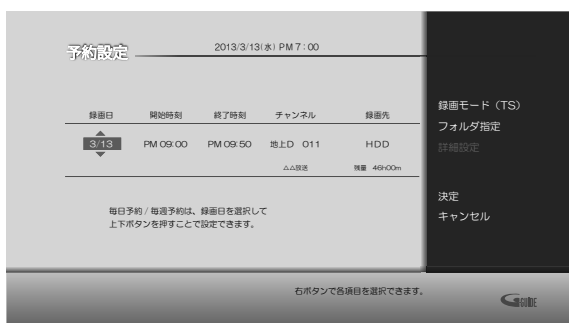 予約設定
2013/3/13(水) PM 7:00
録画日 開始時刻 終了時刻 チャンネル 録画先
3/13 PM 09:00 PM 09:50 地上D 011 HDD
△△放送 残量 46h00m
毎日予約 / 毎週予約は、録画日を選択して
上下ボタンを押すことで設定できます。
録画モード (TS)
フォルダ指定
詳細設定
決定
キャンセル
右ボタンで各項目を選択できます。
G GUIDE